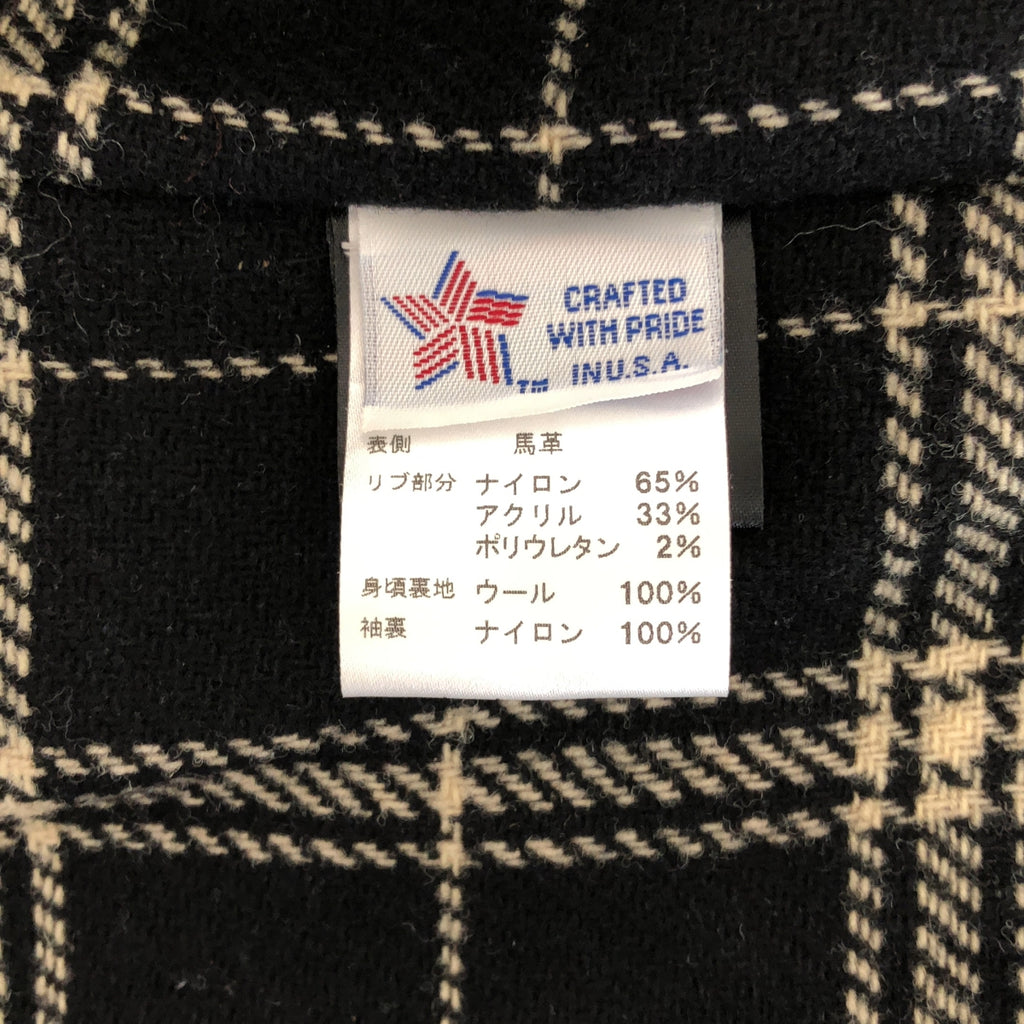 CRAFTED
WITH PRIDE
IN U.S.A.
TM
表側 馬革
リブ部分 ナイロン 65%
アクリル 33%
ポリウレタン 2%
身頃裏地 ウール 100%
袖裏 ナイロン 100%